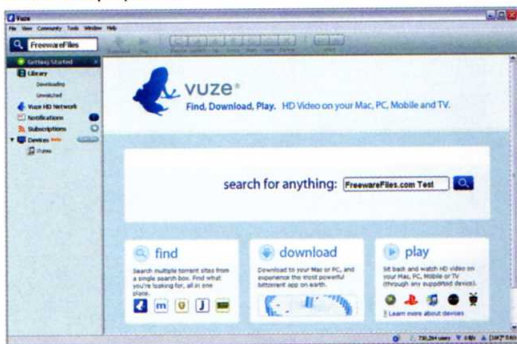 Vuze
File View Community Tools Window Help
FreewareFiles
Getting Started
Library
Downloading
Unwatched
Vuze HD Network
Notifications
Subscriptions
Devices Beta
iTunes
vuze®
Find, Download, Play. HD Video on your Mac, PC, Mobile and TV.
search for anything: FreewareFiles.com Test
find
Search multiple torrent sites from
a single search box. Find what
you're looking for, all in one
place.
download
Download to your Mac or PC, and
experience the most powerful
bittorrent app on earth.
play
Sit back and watch HD video on
your Mac, PC, Mobile or TV
(through any supported device).
Learn more about devices